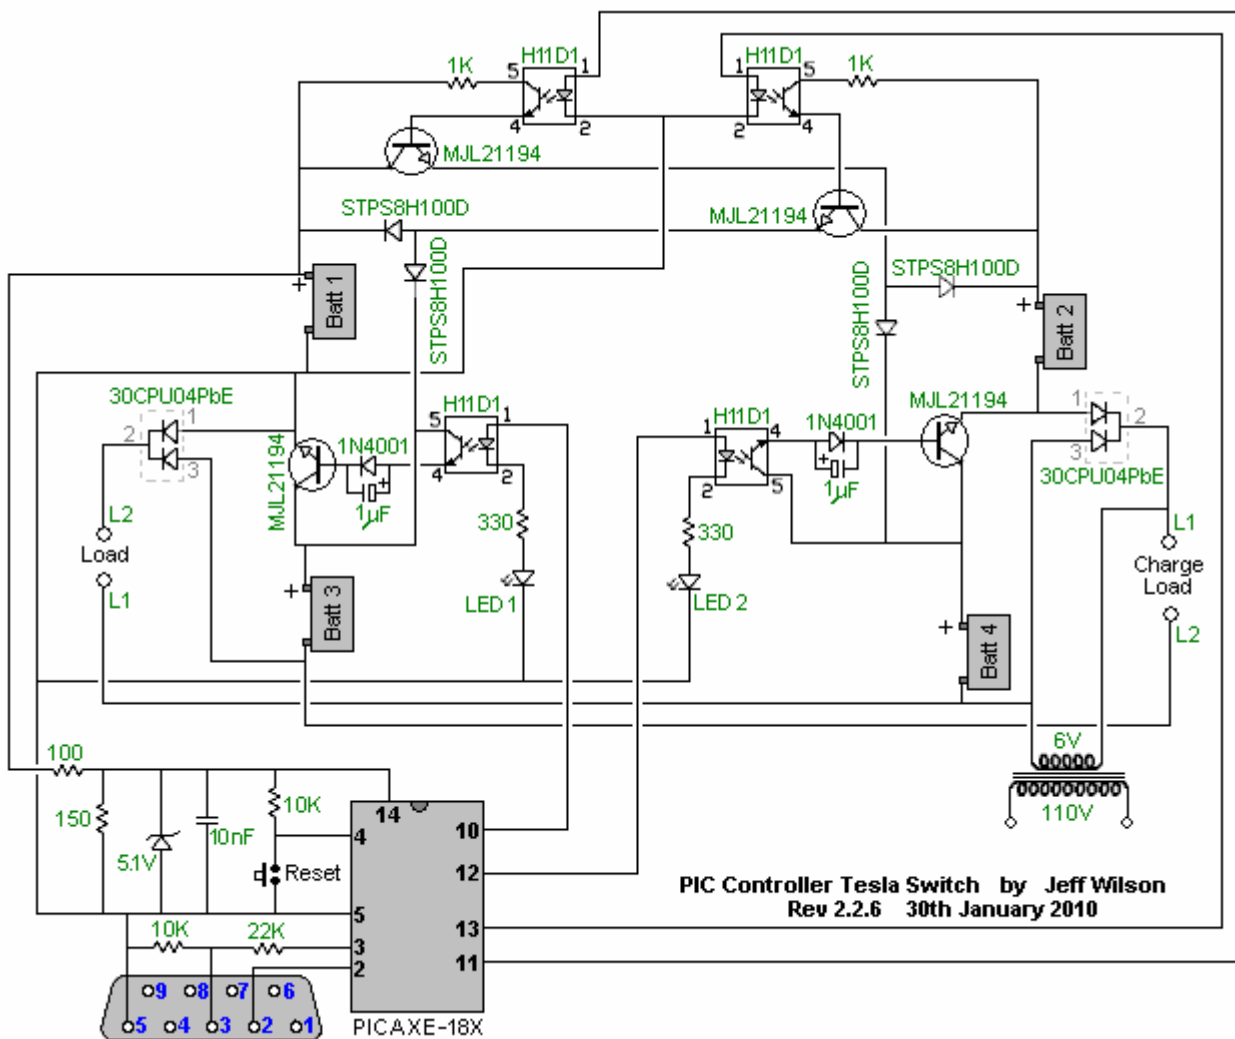 H11D1
H11D1
1K
5
1
1
5
1K
4
2
2
4
MJL21194
STPS8H100D
MJL21194
STPS8H100D
STPS8H100D
STPS8H100D
+
Batt 1
+
Batt 2
30CPU04PbE
1
2
3
MJL21194
1N4001
+
1µF
H11D1
5
1
4
2
H11D1
1
4
2
5
1N4001
+
1µF
MJL21194
1
2
3
30CPU04PbE
L2
Load
L1
330
LED 1
330
LED 2
L1
Charge
Load
L2
+
Batt 3
+
Batt 4
6V
110V
100
150
5.1V
10nF
10K
Reset
14
4
10
12
5
3
2
13
11
10K
22K
PICAXE-18X
PIC Controller Tesla Switch by Jeff Wilson
Rev 2.2.6 30th January 2010
9
8
7
6
5
4
3
2
1